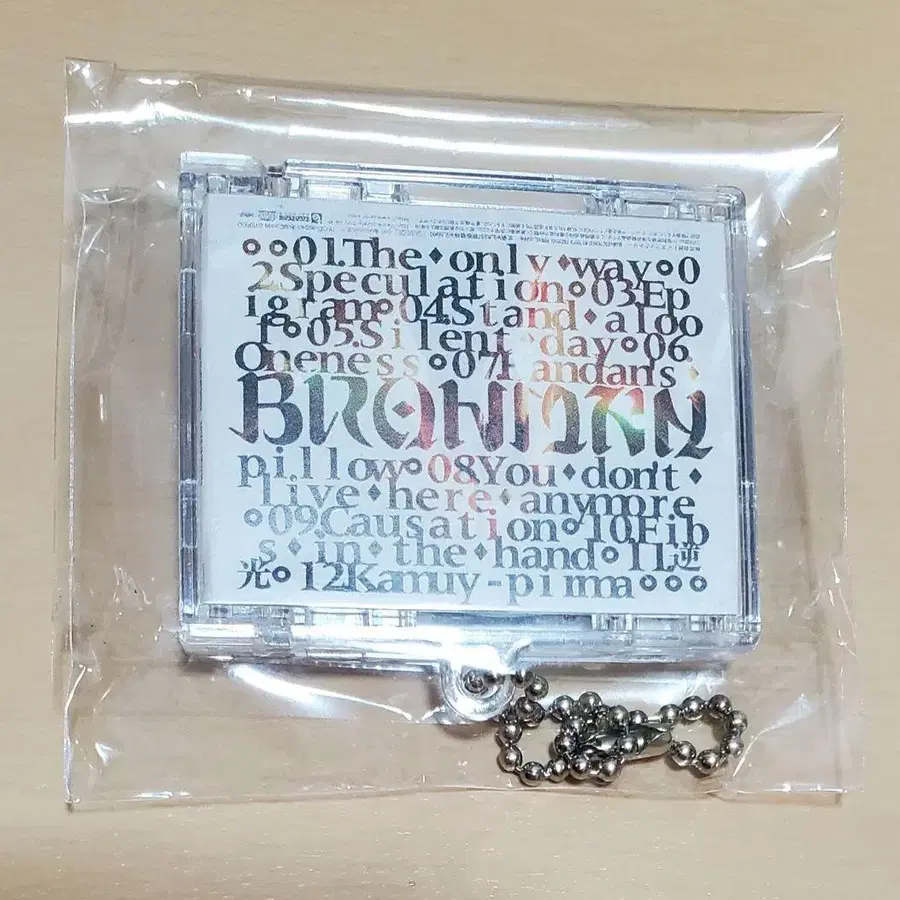 ○○01.The◆only◆way○0
2.Speculation○03.Ep
igram○04.Stand◆aloo
f○05.Silent◆day○06.
Oneness○07.Handan's◆
BRAHMAN
pillow○08.You◆don't◆
live◆here◆anymore
○09.Causation○10.Fib
s◆in◆the◆hand○11.逆
光○12.Kamuy-pirma○○○